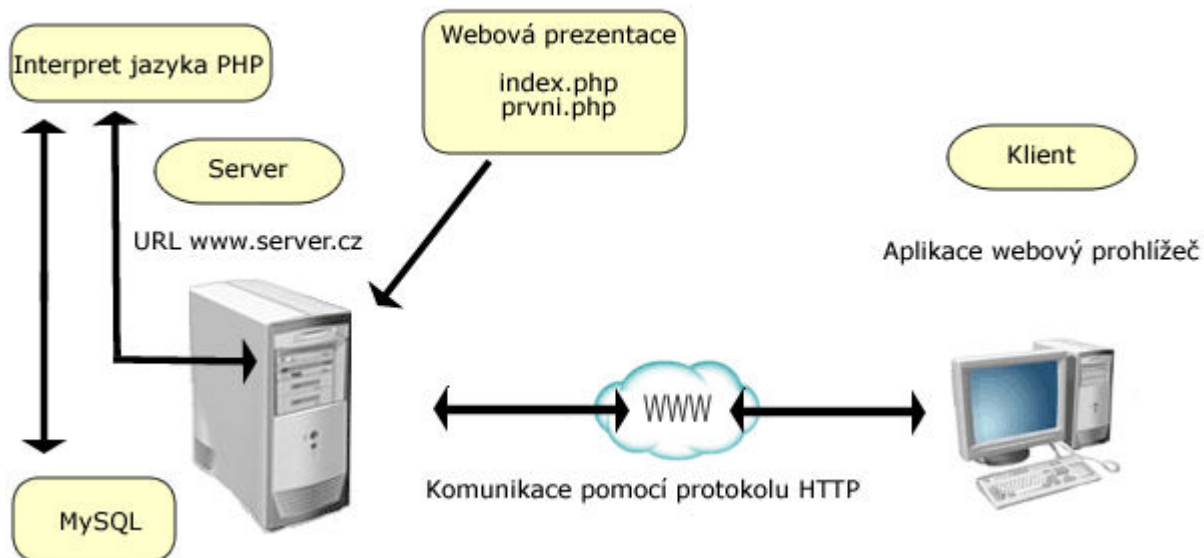 Interpret jazyka PHP
Webová prezentace
index.php
prvni.php
Server
Klient
URL www.server.cz
Aplikace webový prohlížeč
WWW
Komunikace pomocí protokolu HTTP
MySQL